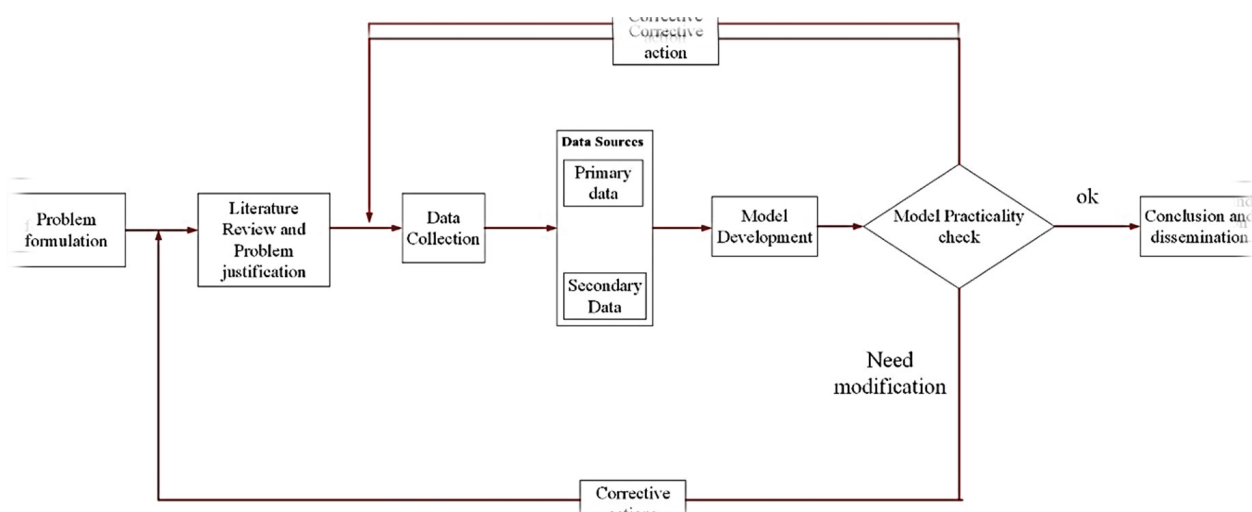 Corrective
action
Data Sources
Primary
data
Problem
formulation
Literature
Review and
Problem
justification
Data
Collection
Secondary
Data
Model
Development
Model Practicality
check
ok
Conclusion and
dissemination
Need
modification
Corrective